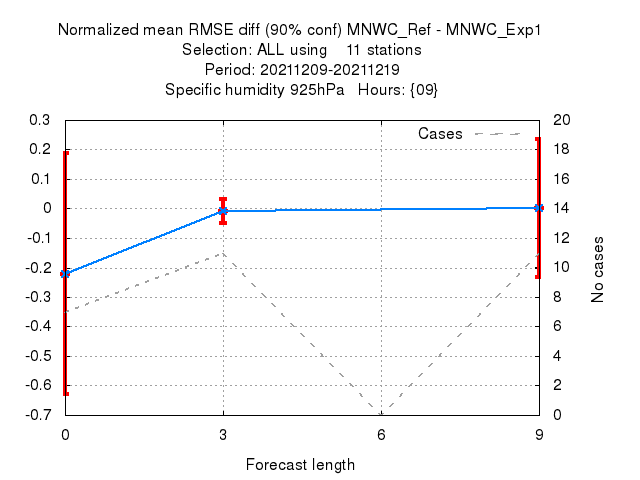 Normalized mean RMSE diff (90% conf) MNWC_Ref - MNWC_Exp1
Selection: ALL using    11 stations
Period: 20211209-20211219
Specific humidity 925hPa   Hours: {09}
Cases
0.3
0.2
0.1
0
-0.1
-0.2
-0.3
-0.4
-0.5
-0.6
-0.7
20
18
16
14
12
10
8
6
4
2
0
No cases
0 3 6 9
Forecast length